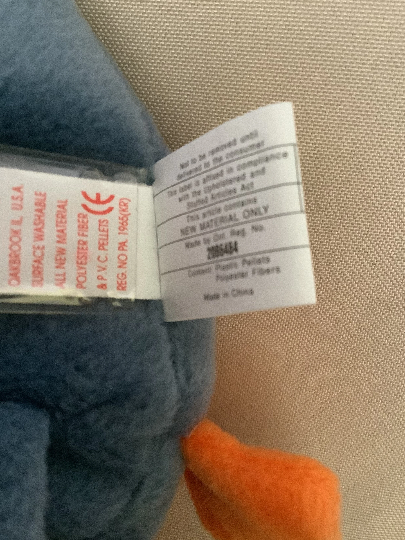 OAKBROOK IL. U.S.A.
SURFACE WASHABLE
ALL NEW MATERIAL
POLYESTER FIBER
& P.V.C. PELLETS CE
REG. NO PA. 1965(KR)
Not to be removed until
delivered to the consumer
This label is affixed in compliance
with the Upholstered and
Stuffed Articles Act
This article contains
NEW MATERIAL ONLY
Made by Ont. Reg. No.
20B6484
Content: Plastic Pellets
Polyester Fibers
Made in China